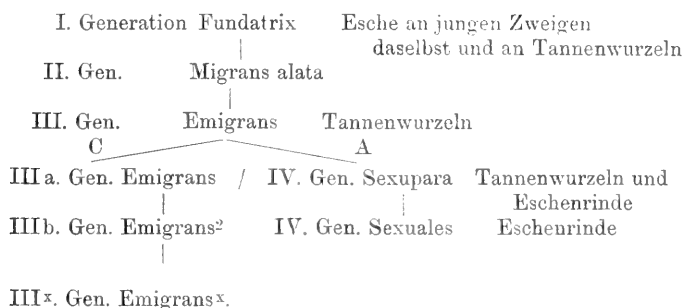 I. Generation Fundatrix Esche an jungen Zweigen
daselbst und an Tannenwurzeln
II. Gen. Migrans alata
III. Gen. Emigrans Tannenwurzeln
C A
III a. Gen. Emigrans / IV. Gen. Sexupara Tannenwurzeln und
Eschenrinde
III b. Gen. Emigrans² IV. Gen. Sexuales Eschenrinde
IIIˣ. Gen. Emigransˣ.